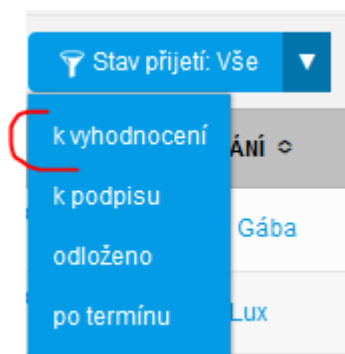 Stav přijetí: Vše
k vyhodnocení
ÁNÍ
k podpisu
Gába
odloženo
po termínu
Lux